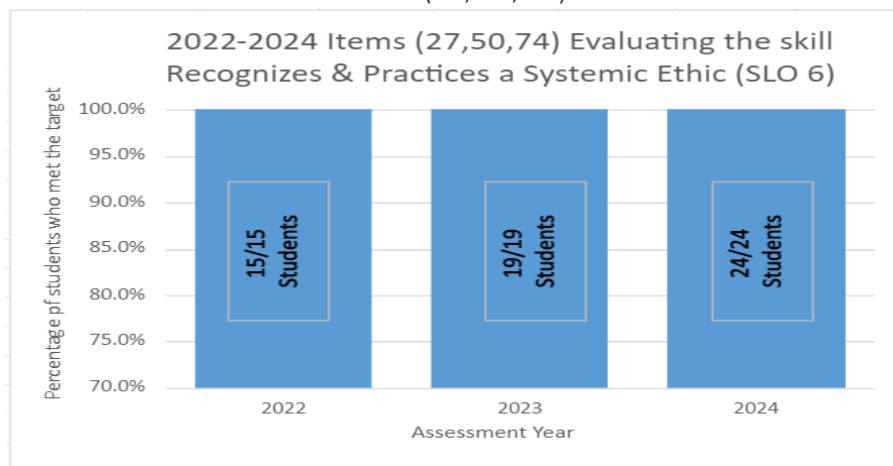 2022-2024 Items (27,50,74) Evaluating the skill
Recognizes & Practices a Systemic Ethic (SLO 6)
Percentage pf students who met the target
100.0%
95.0%
90.0%
85.0%
80.0%
75.0%
70.0%
15/15
Students
19/19
Students
24/24
Students
2022
2023
2024
Assessment Year